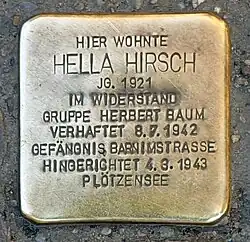 HIER WOHNTE
HELLA HIRSCH
JG. 1921
IM WIDERSTAND
GRUPPE HERBERT BAUM
VERHAFTET 8.7.1942
GEFÄNGNIS BARNIMSTRASSE
HINGERICHTET 4.3.1943
PLÖTZENSEE